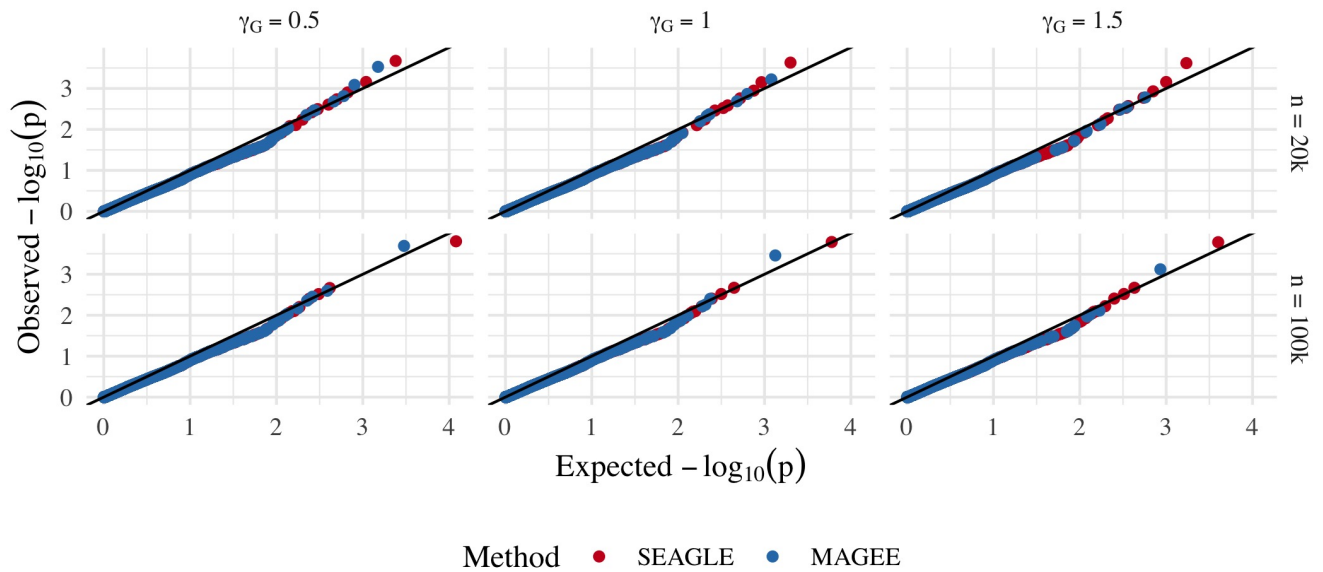 γG = 0.5
γG = 1
γG = 1.5
Observed −log10(p)
3
2
1
0
n = 20k
3
2
1
0
n = 100k
0 1 2 3 4
0 1 2 3 4
0 1 2 3 4
Expected −log10(p)
Method SEAGLE MAGEE